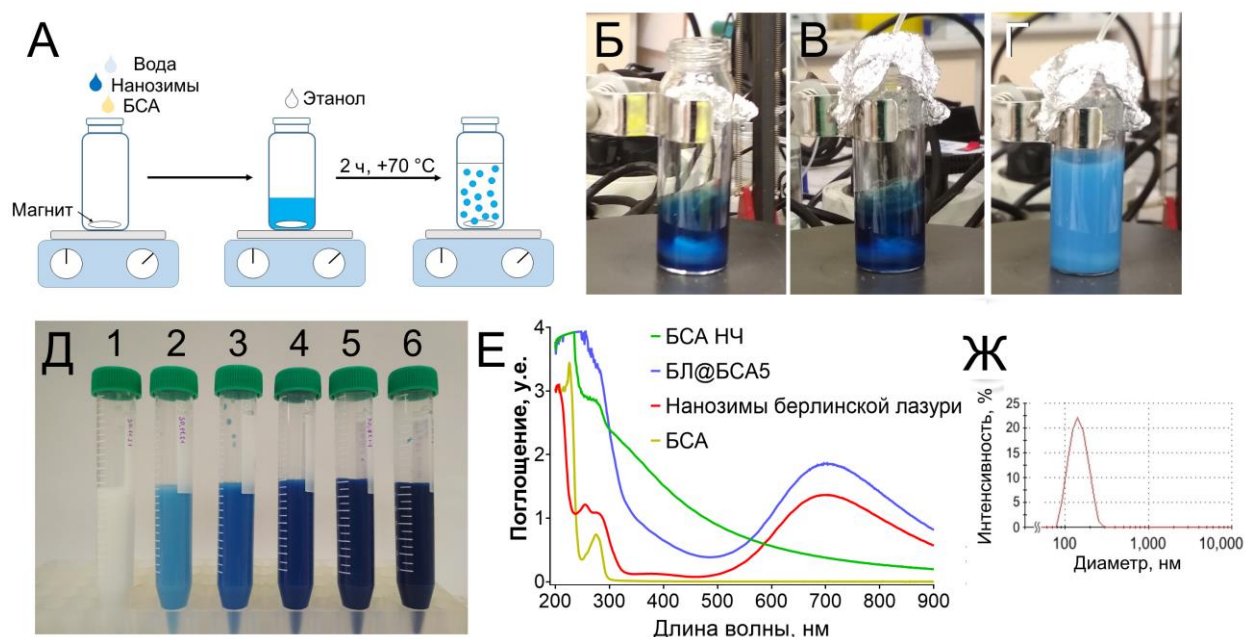 А
Вода
Нанозимы
БСА
Этанол
2 ч, +70 °C
Магнит
Б
В
Г
Д
1 2 3 4 5 6
Е
Поглощение, у.е.
4
3
2
1
0
200 300 400 500 600 700 800 900
Длина волны, нм
БСА НЧ
БЛ@БСА5
Нанозимы берлинской лазури
БСА
Ж
Интенсивность, %
25
20
15
10
5
0
100 1,000 10,000
Диаметр, нм